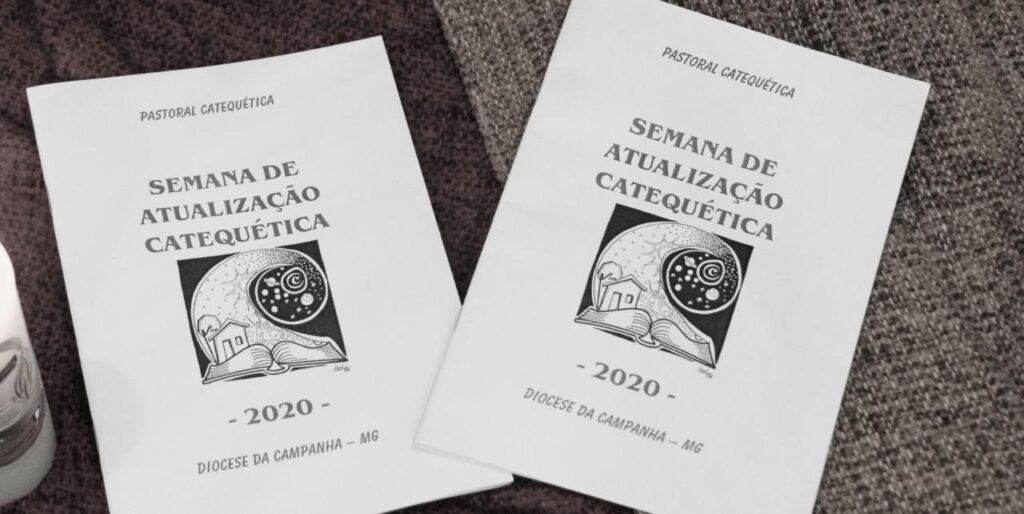 PASTORAL CATEQUÉTICA
SEMANA DE
ATUALIZAÇÃO
CATEQUÉTICA
- 2020 -
DIOCESE DA CAMPANHA – MG
PASTORAL CATEQUÉTICA
SEMANA DE
ATUALIZAÇÃO
CATEQUÉTICA
- 2020 -
DIOCESE DA CAMPANHA – MG